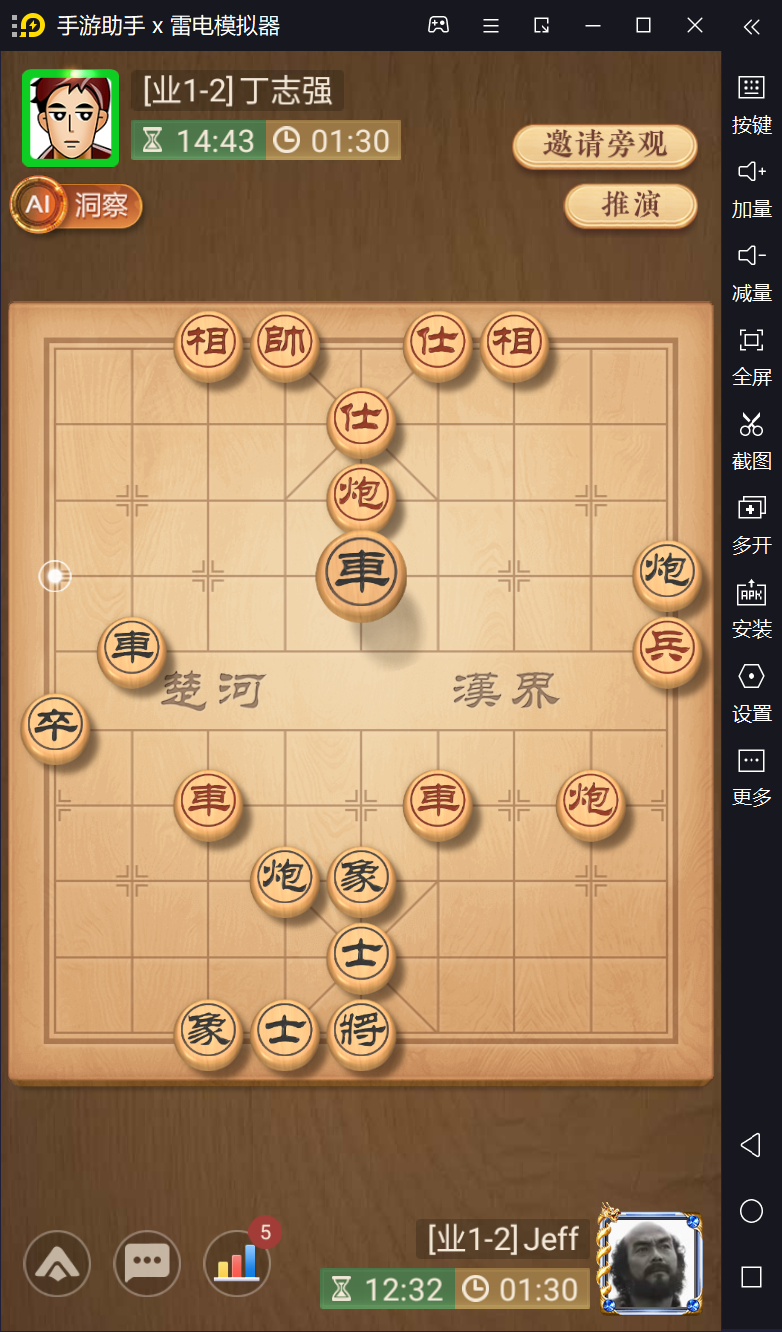 手游助手 x 雷电模拟器
[业1-2]丁志强
14:43 01:30
邀请旁观
AI 洞察
推演
相 帥 仕 相
仕
炮
車 炮
車 兵
楚河 漢界
卒
車 車 炮
炮 象
士
象 士 將
5
[业1-2]Jeff
12:32 01:30
按键
加量
减量
全屏
截图
多开
APK
安装
设置
更多